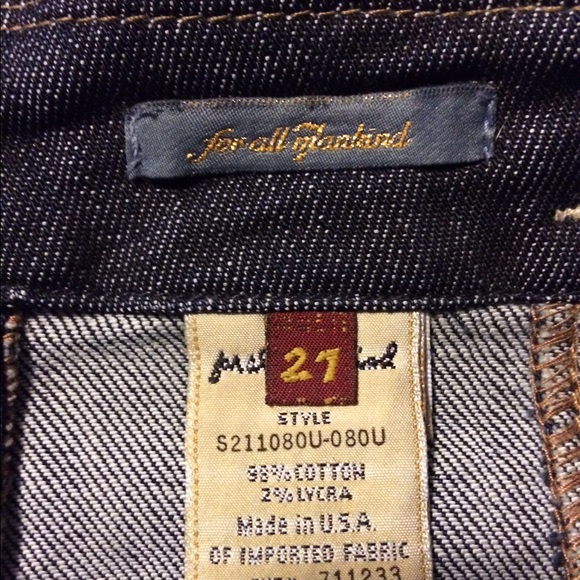 for all Mankind
27
STYLE
S211080U-080U
98% COTTON
2% LYCRA
Made in U.S.A.
OF IMPORTED FABRIC
711233